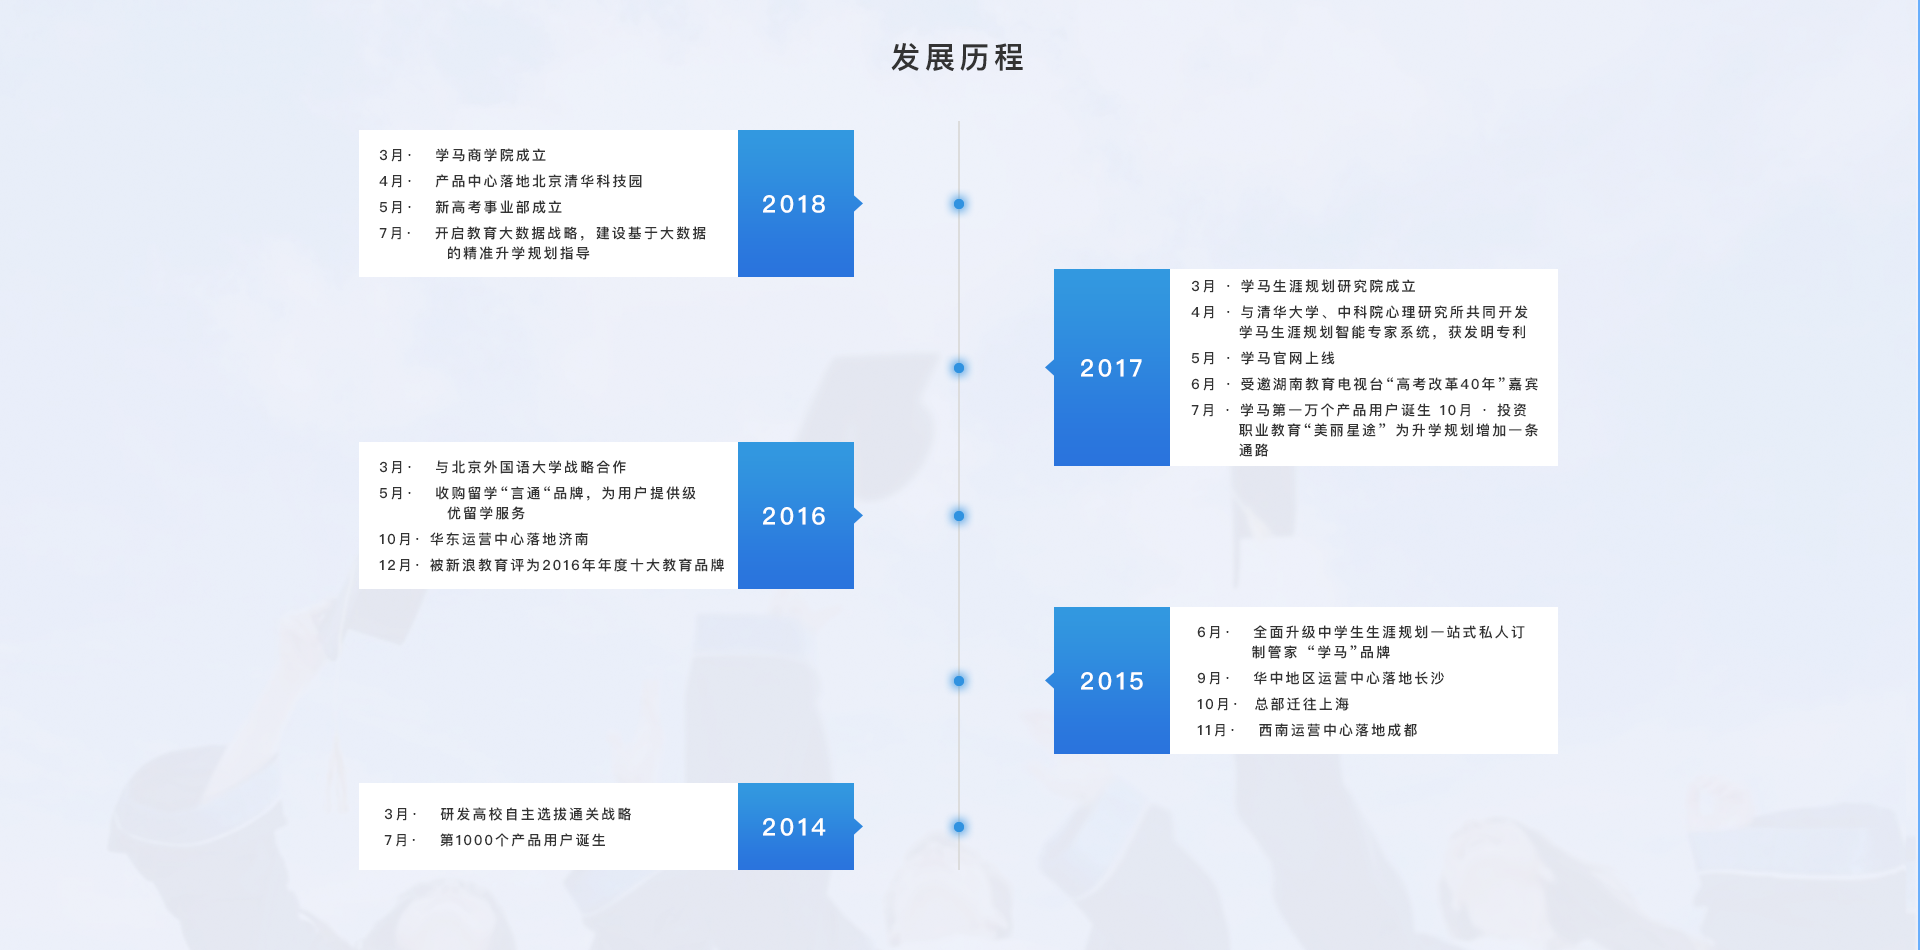 发展历程
3月· 学马商学院成立
4月· 产品中心落地北京清华科技园
5月· 新高考事业部成立
7月· 开启教育大数据战略，建设基于大数据
的精准升学规划指导
2018
2017
3月 · 学马生涯规划研究院成立
4月 · 与清华大学、中科院心理研究所共同开发
学马生涯规划智能专家系统，获发明专利
5月 · 学马官网上线
6月 · 受邀湖南教育电视台“高考改革40年”嘉宾
7月 · 学马第一万个产品用户诞生 10月 · 投资
职业教育“美丽星途” 为升学规划增加一条
通路
3月· 与北京外国语大学战略合作
5月· 收购留学“言通“品牌，为用户提供级
优留学服务
10月· 华东运营中心落地济南
12月· 被新浪教育评为2016年年度十大教育品牌
2016
2015
6月· 全面升级中学生生涯规划一站式私人订
制管家 “学马”品牌
9月· 华中地区运营中心落地长沙
10月· 总部迁往上海
11月· 西南运营中心落地成都
3月· 研发高校自主选拔通关战略
7月· 第1000个产品用户诞生
2014